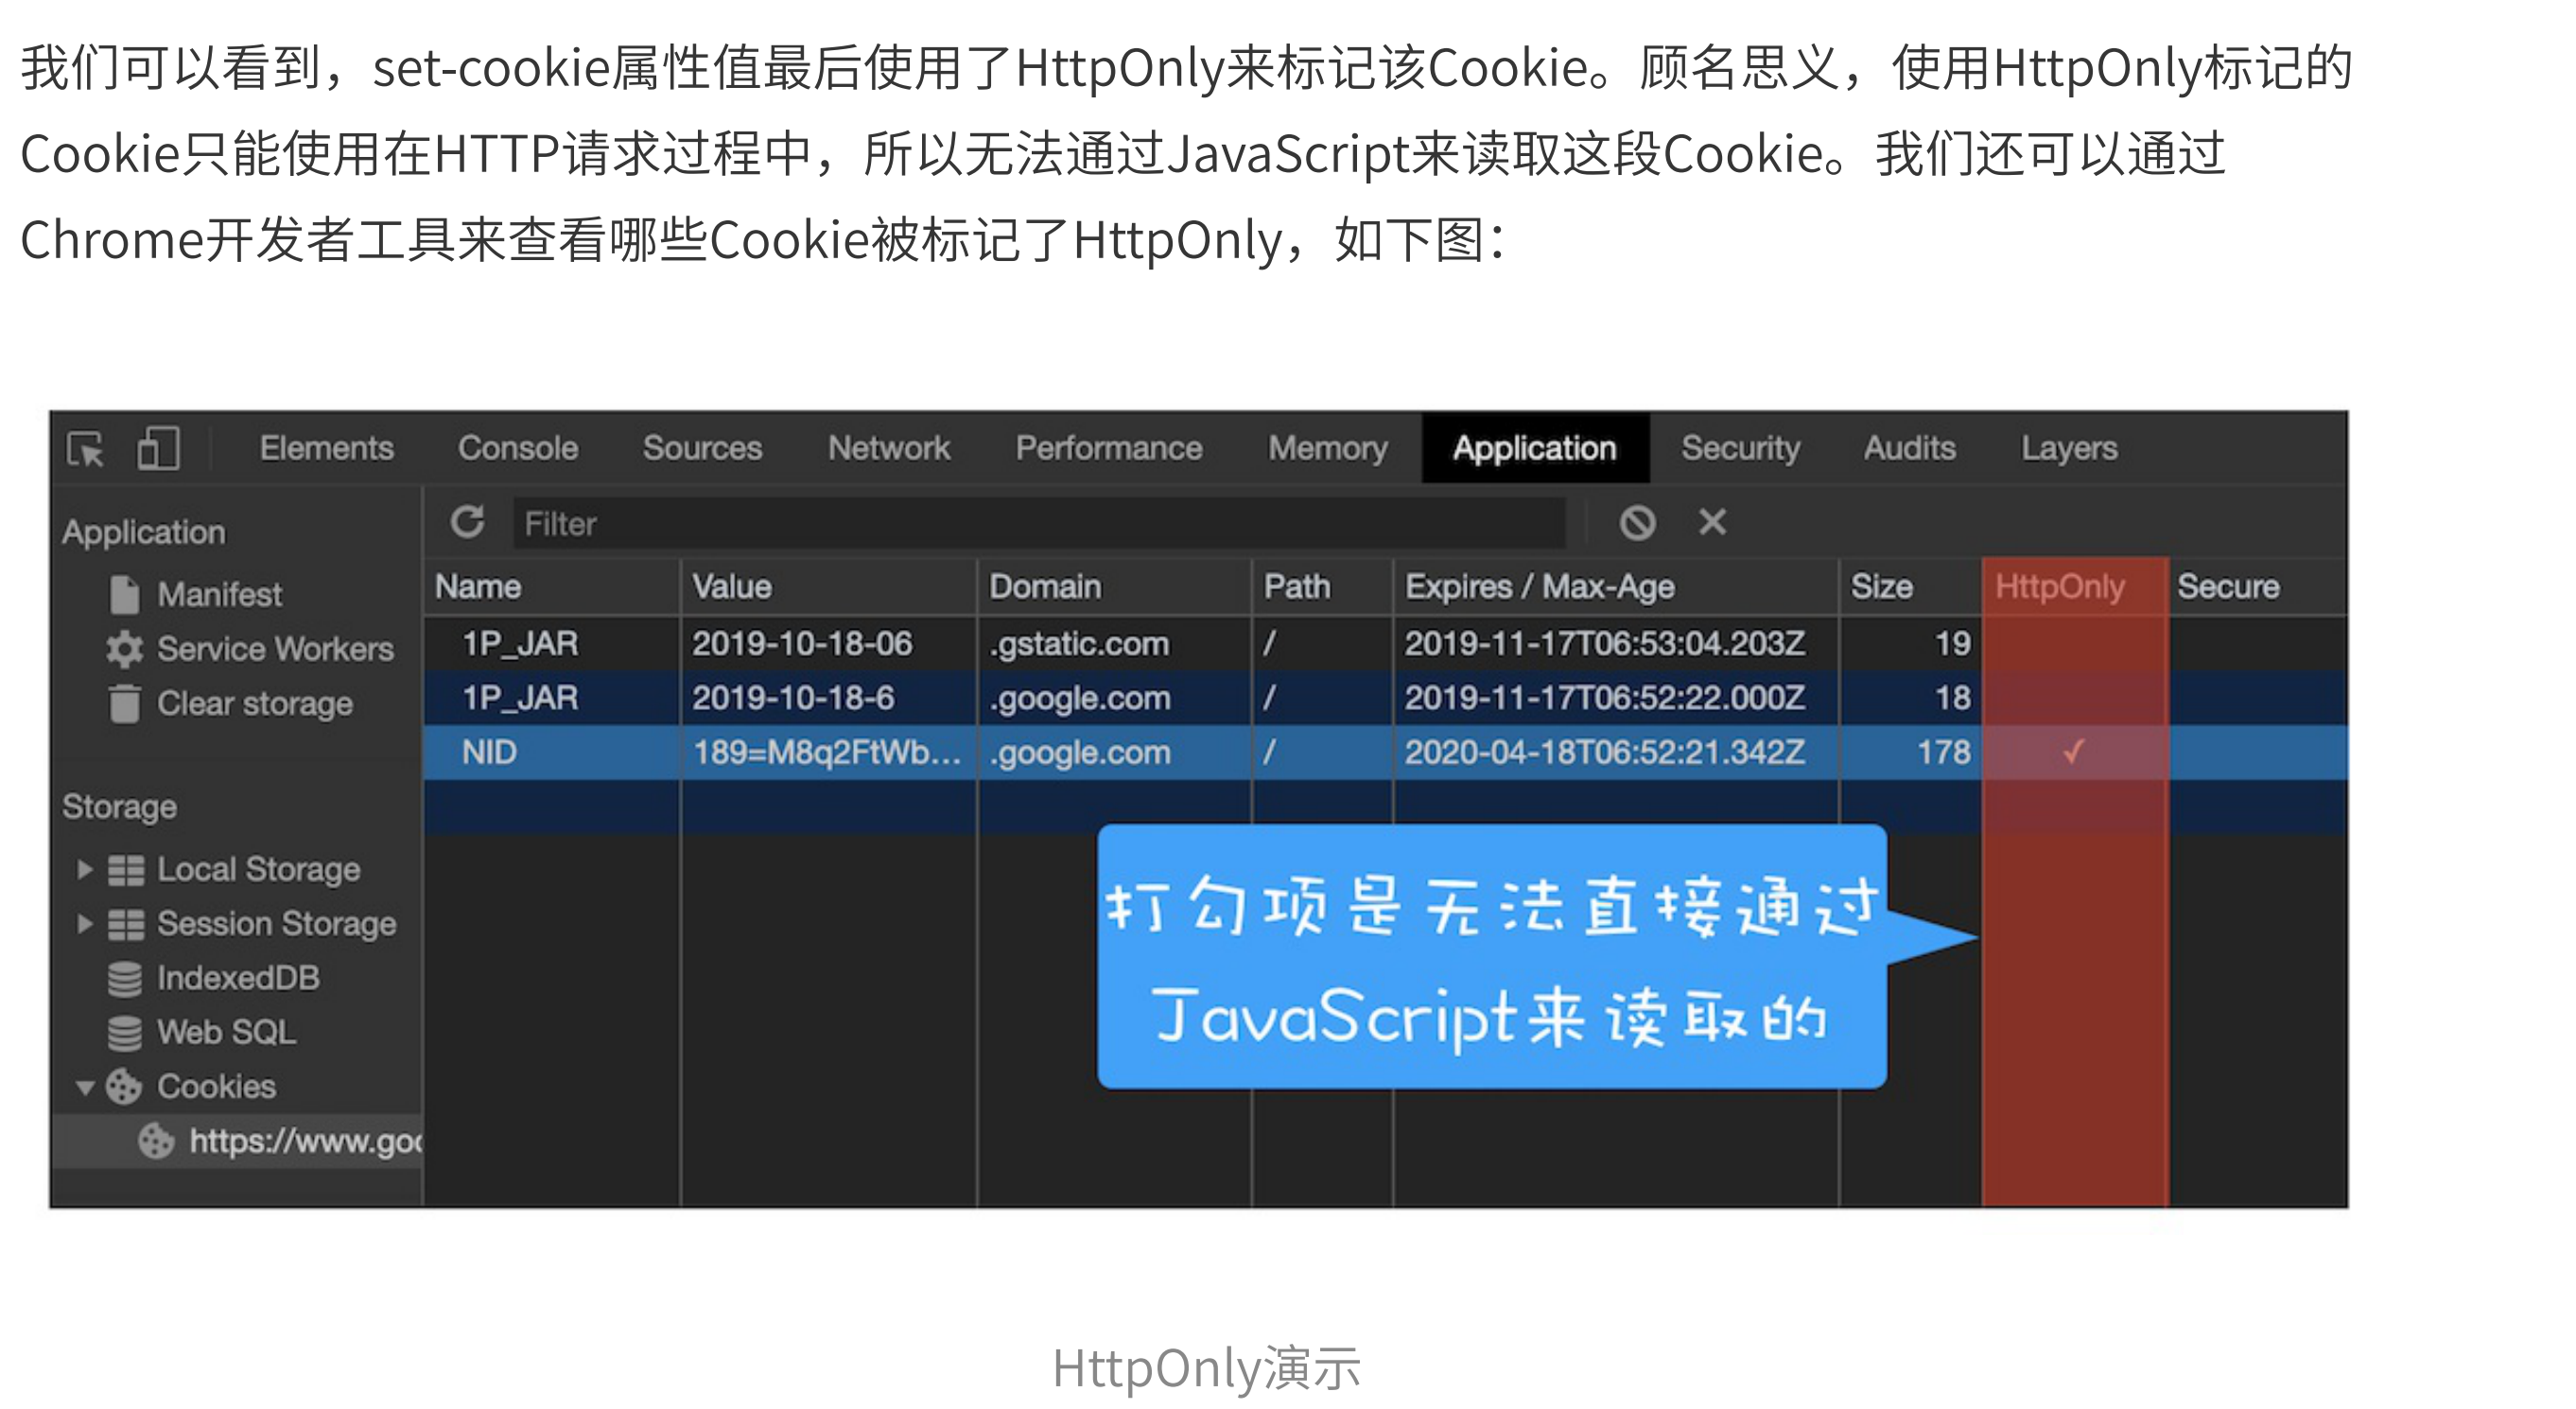 我们可以看到，set-cookie属性值最后使用了HttpOnly来标记该Cookie。顾名思义，使用HttpOnly标记的
Cookie只能使用在HTTP请求过程中，所以无法通过JavaScript来读取这段Cookie。我们还可以通过
Chrome开发者工具来查看哪些Cookie被标记了HttpOnly，如下图：
Elements Console Sources Network Performance Memory Application Security Audits Layers
Application
Manifest
Service Workers
Clear storage
Storage
Local Storage
Session Storage
IndexedDB
Web SQL
Cookies
https://www.goo
Filter
Name Value Domain Path Expires / Max-Age Size HttpOnly Secure
1P_JAR 2019-10-18-06 .gstatic.com / 2019-11-17T06:53:04.203Z 19
1P_JAR 2019-10-18-6 .google.com / 2019-11-17T06:52:22.000Z 18
NID 189=M8q2FtWb... .google.com / 2020-04-18T06:52:21.342Z 178 ✓
打勾项是无法直接通过
JavaScript来读取的
HttpOnly演示